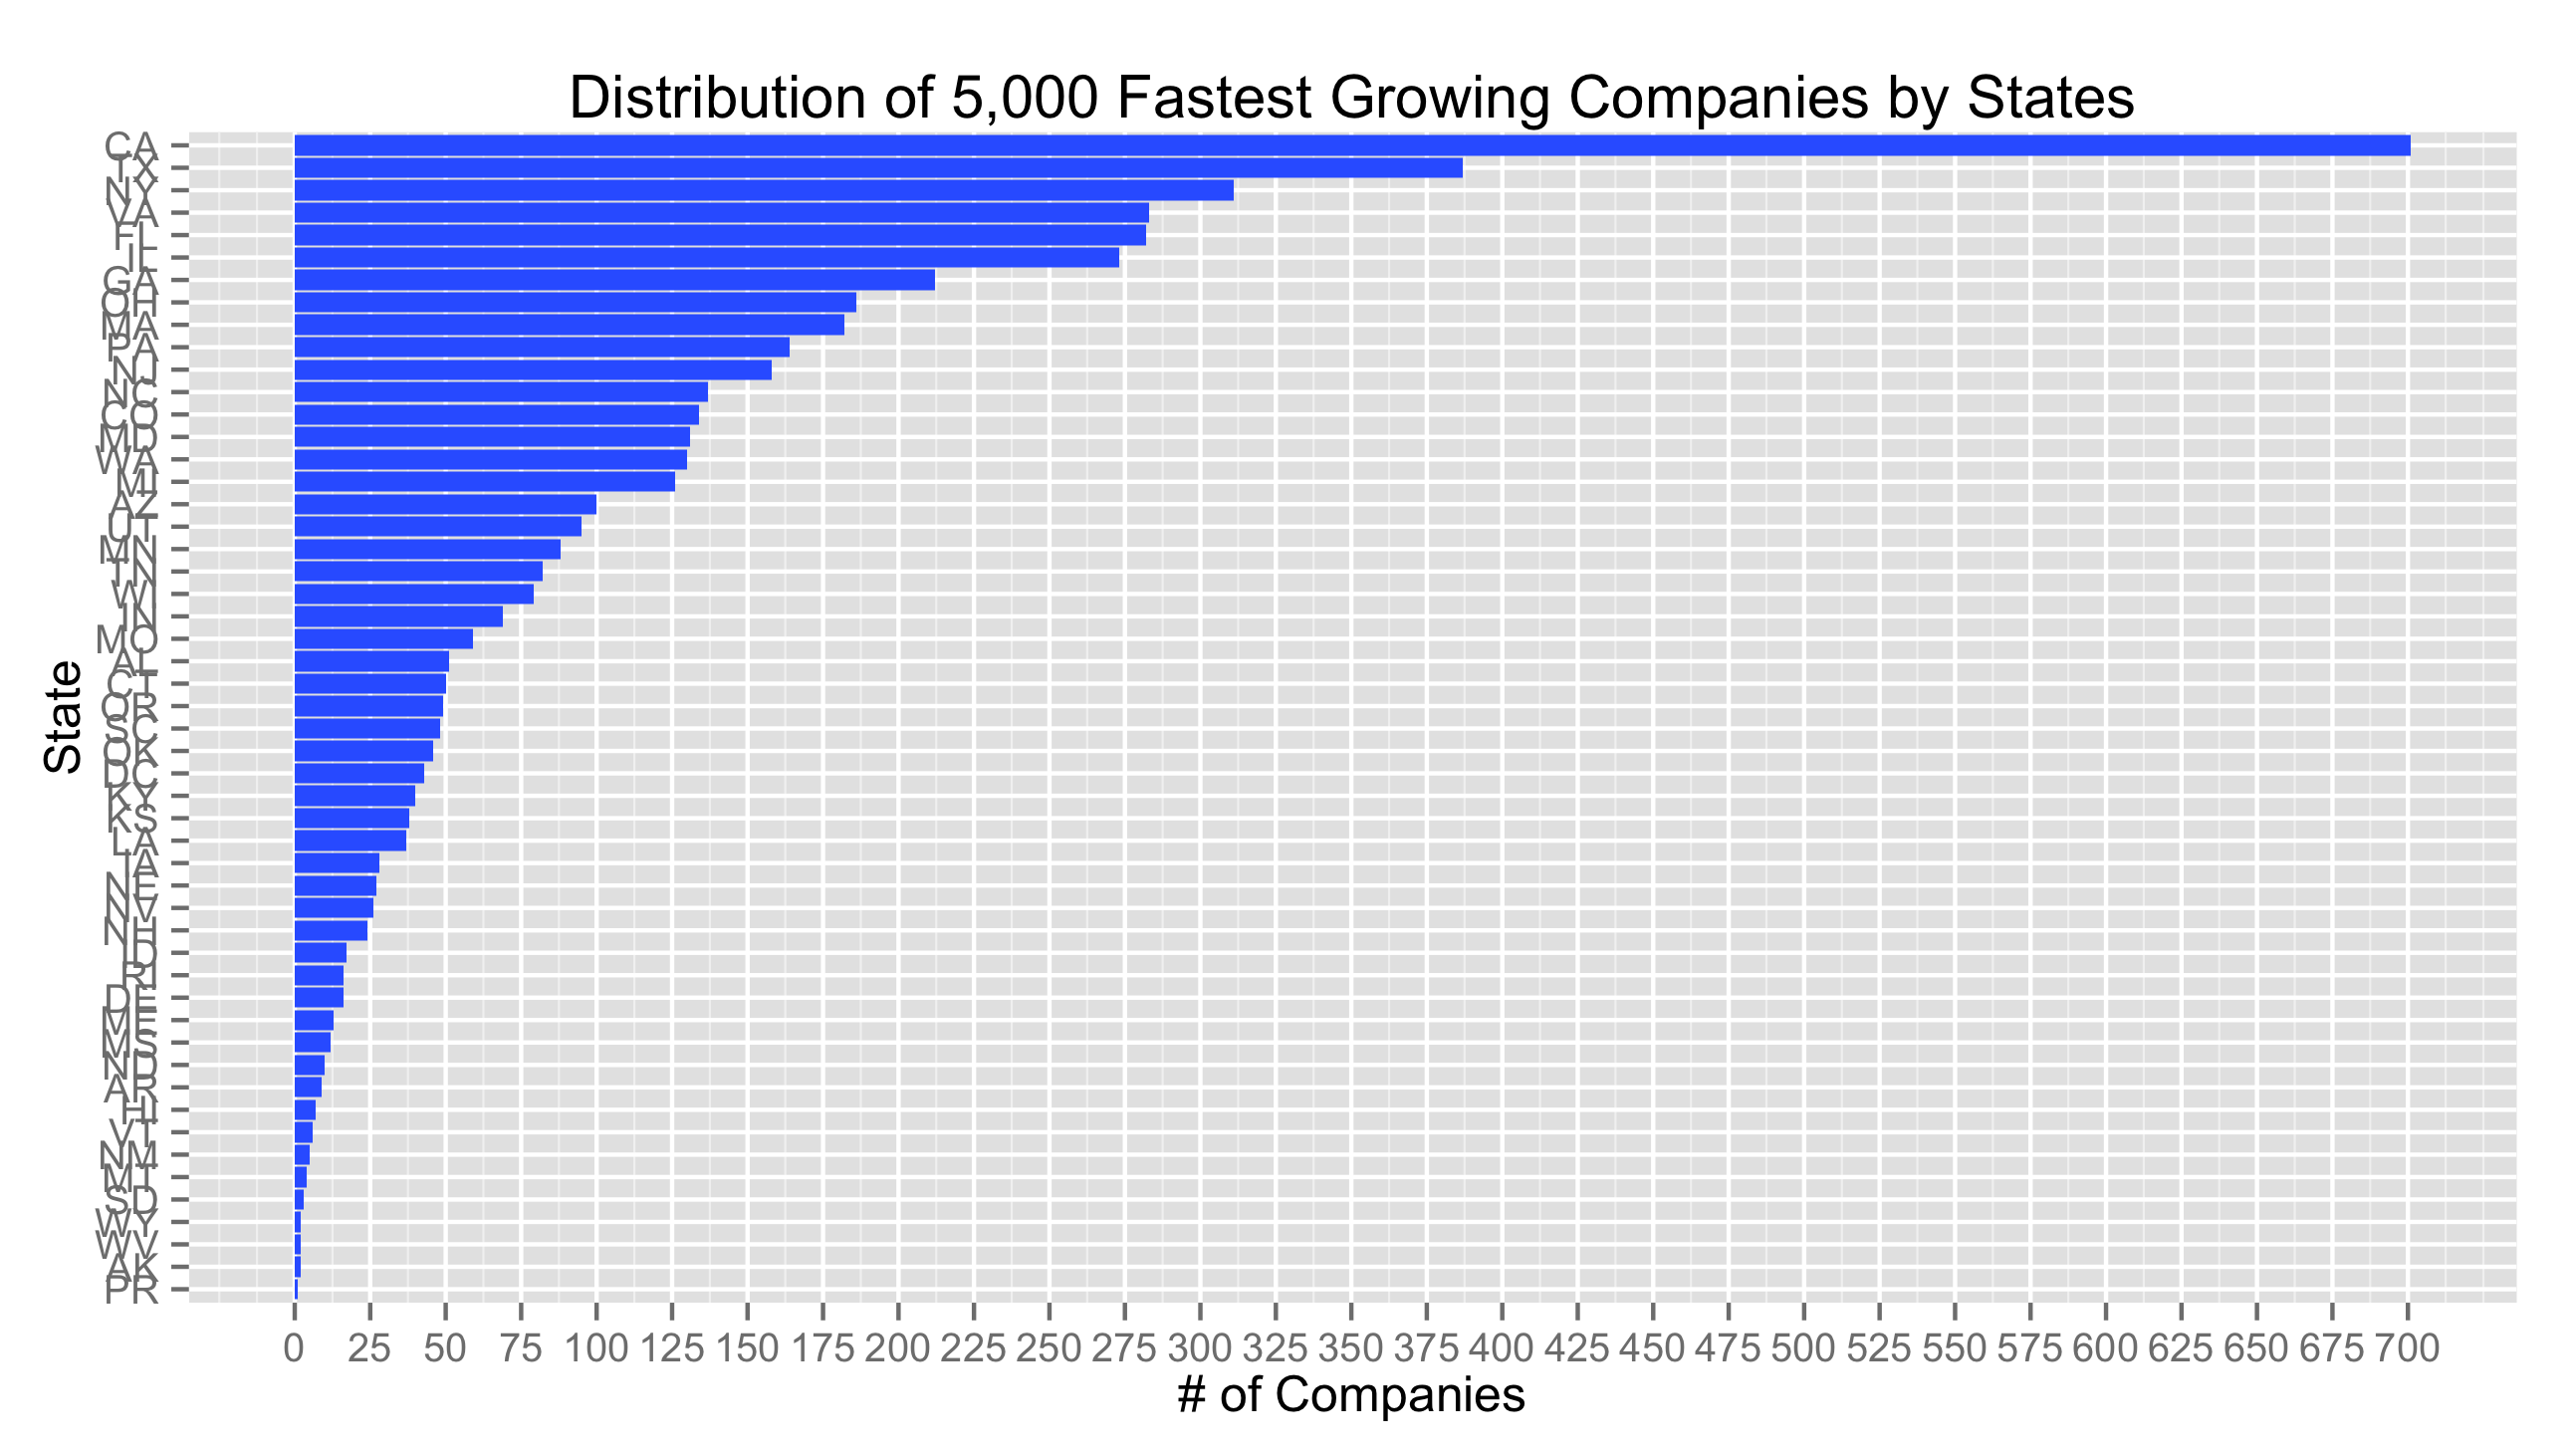 Distribution of 5,000 Fastest Growing Companies by States
State
CA
TX
NY
VA
FL
IL
GA
OH
MA
PA
NJ
NC
CO
MD
WA
MI
AZ
UT
MN
TN
WI
IN
MO
AL
CT
OR
SC
OK
DC
KY
KS
LA
IA
NE
NV
NH
ID
RI
DE
ME
MS
ND
AR
HI
VT
NM
MT
SD
WY
WV
AK
PR
0 25 50 75 100 125 150 175 200 225 250 275 300 325 350 375 400 425 450 475 500 525 550 575 600 625 650 675 700
# of Companies